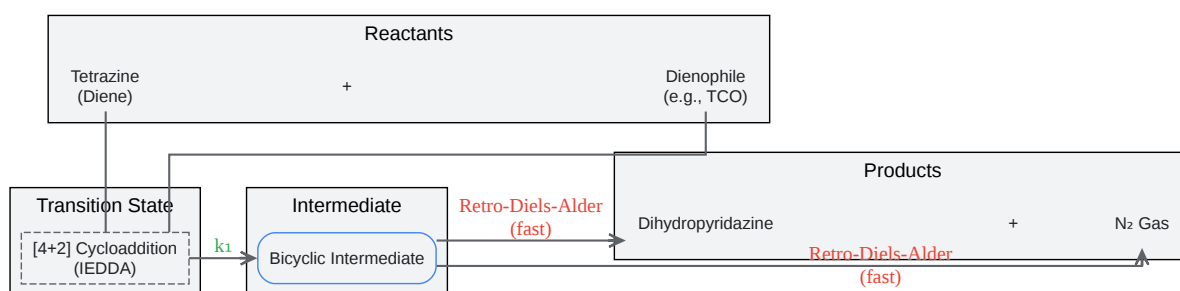 Reactants
Tetrazine
(Diene)
+
Dienophile
(e.g., TCO)
Products
Dihydropyridazine
+
N₂ Gas
Transition State
[4+2] Cycloaddition
(IEDDA)
k₁
Intermediate
Bicyclic Intermediate
Retro-Diels-Alder
(fast)
Retro-Diels-Alder
(fast)